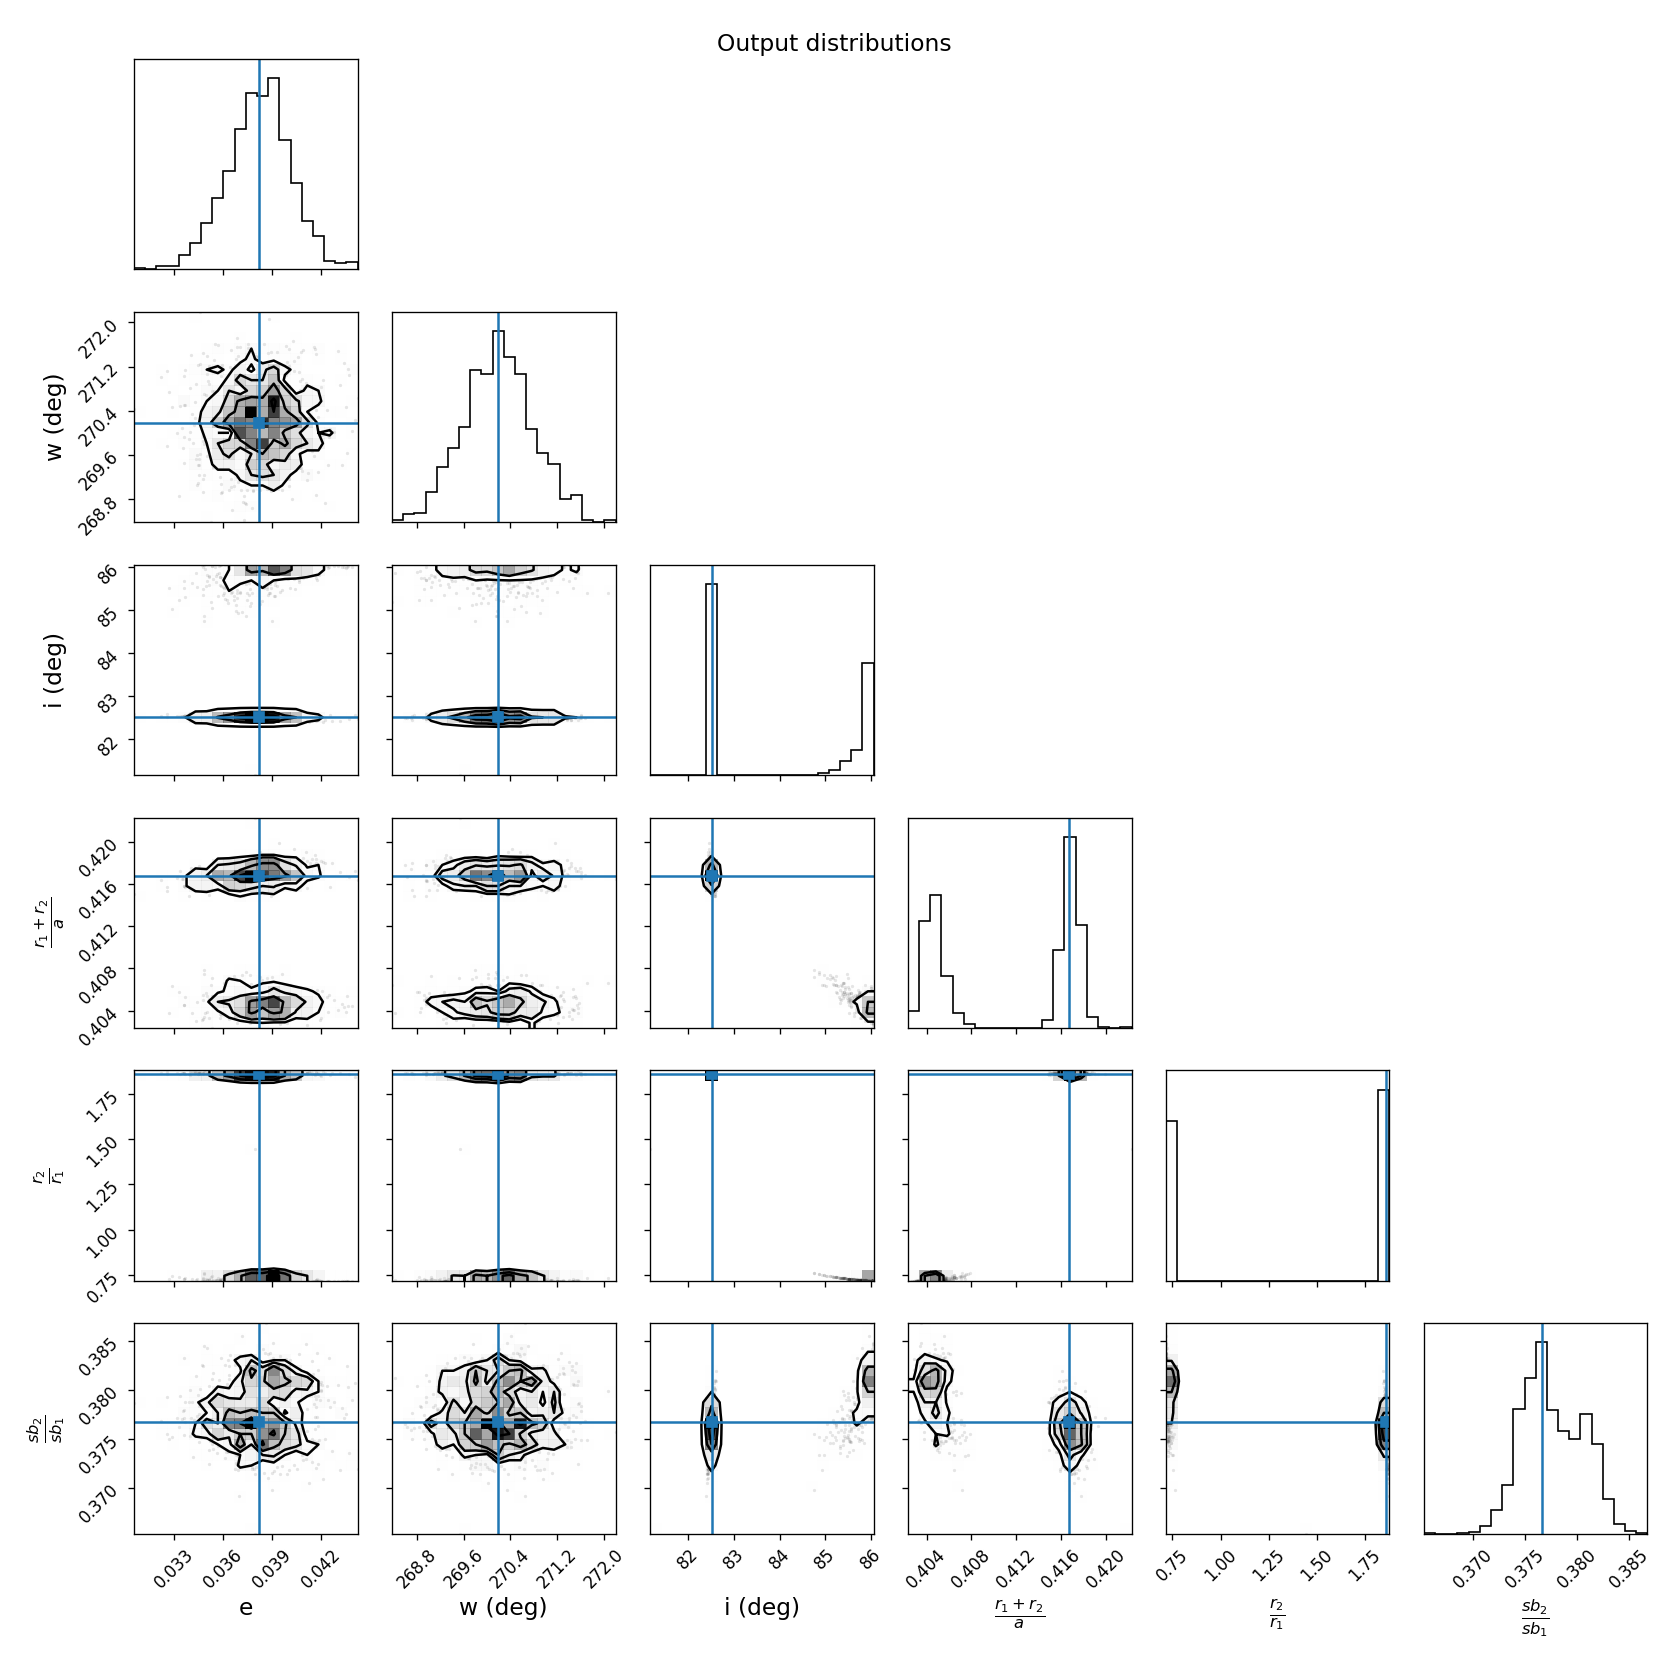 Output distributions
272.0
271.2
270.4
269.6
268.8
w (deg)
86
85
84
83
82
i (deg)
0.420
0.416
0.412
0.408
0.404
r₁ + r₂
a
1.75
1.50
1.25
1.00
0.75
r₂
r₁
0.385
0.380
0.375
0.370
sb₂
sb₁
0.033 0.036 0.039 0.042
268.8 269.6 270.4 271.2 272.0
82 83 84 85 86
0.404 0.408 0.412 0.416 0.420
0.75 1.00 1.25 1.50 1.75
0.370 0.375 0.380 0.385
e
w (deg)
i (deg)
r₁ + r₂
a
r₂
r₁
sb₂
sb₁